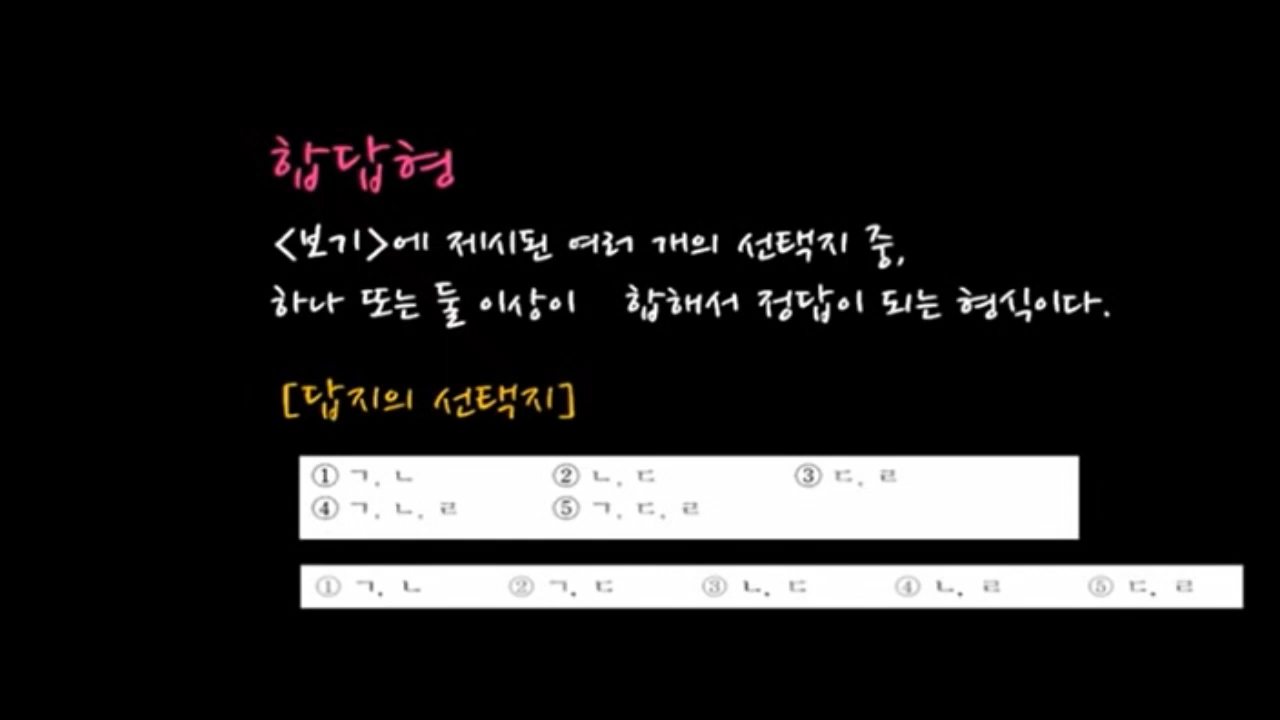 합답형
<보기>에 제시된 여러 개의 선택지 중,
하나 또는 둘 이상이 합해서 정답이 되는 형식이다.
[답지의 선택지]
① ㄱ, ㄴ ② ㄴ, ㄷ ③ ㄷ, ㄹ
④ ㄱ, ㄴ, ㄹ ⑤ ㄱ, ㄷ, ㄹ
① ㄱ, ㄴ ② ㄱ, ㄷ ③ ㄴ, ㄷ ④ ㄴ, ㄹ ⑤ ㄷ, ㄹ